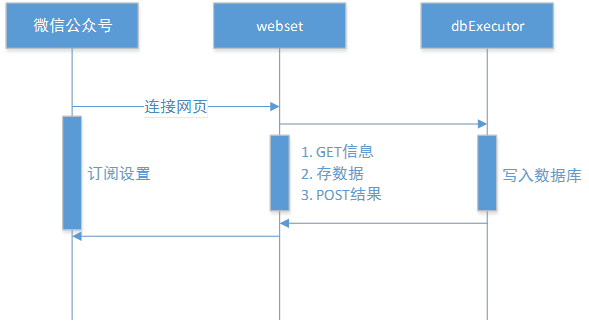 微信公众号
webset
dbExecutor
连接网页
订阅设置
1. GET信息
2. 存数据
3. POST结果
写入数据库